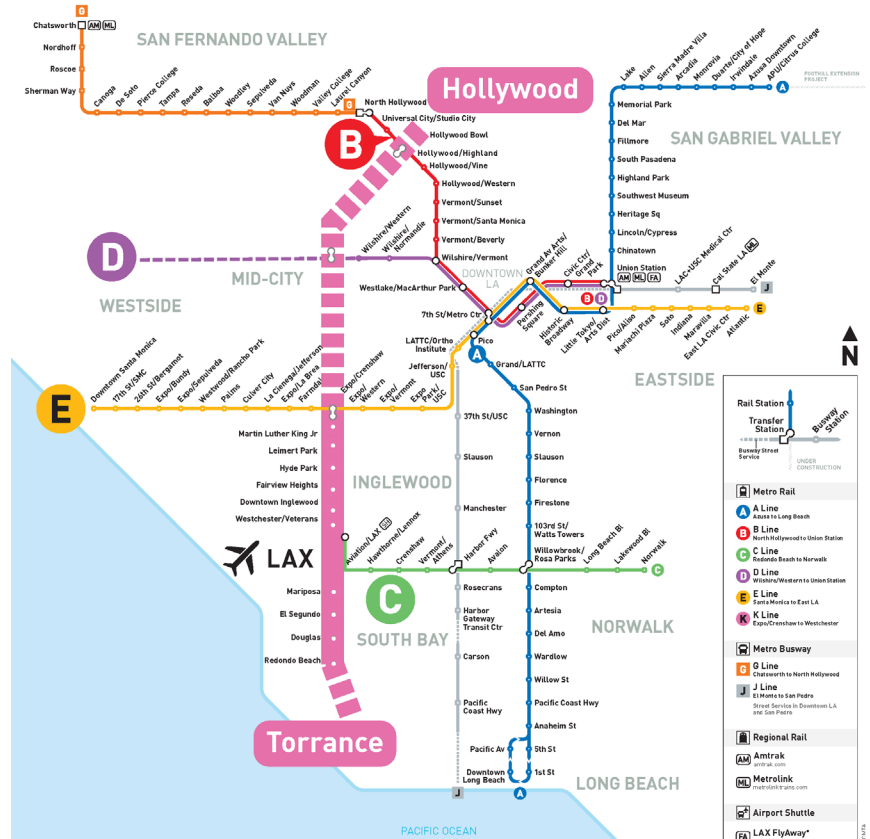 G
Chatsworth AM ML
Nordhoff
Roscoe
Sherman Way
SAN FERNANDO VALLEY
Canoga
De Soto
Pierce College
Tampa
Reseda
Balboa
Woodley
Sepulveda
Van Nuys
Woodman
Valley College
Laurel Canyon
G
North Hollywood
Universal City/Studio City
Hollywood Bowl
Hollywood
B
Hollywood/Highland
Hollywood/Vine
Hollywood/Western
Vermont/Sunset
Vermont/Santa Monica
Vermont/Beverly
Wilshire/Vermont
Lake
Allen
Sierra Madre Villa
Arcadia
Monrovia
Duarte/City of Hope
Irwindale
Azusa Downtown
APU/Citrus College
A
FOOTHILL EXTENSION
PROJECT
Memorial Park
Del Mar
Fillmore
South Pasadena
Highland Park
Southwest Museum
Heritage Sq
Lincoln/Cypress
Chinatown
Union Station
AM ML FA
SAN GABRIEL VALLEY
D
WESTSIDE
MID-CITY
Wilshire/Western
Wilshire/
Normandie
Westlake/MacArthur Park
7th St/Metro Ctr
DOWNTOWN
LA
Grand Av Arts/
Bunker Hill
Civic Ctr/
Grand
Park
B D
Pershing
Square
Historic
Broadway
Little Tokyo/
Arts Dist
LAC+USC Medical Ctr
Cal State LA ML
El Monte
J
Pico/Aliso
Mariachi Plaza
Soto
Indiana
Maravilla
East LA Civic Ctr
Atlantic
E
N
EASTSIDE
E
Downtown Santa Monica
17th St/SMC
26th St/Bergamot
Expo/Bundy
Expo/Sepulveda
Westwood/Rancho Park
Palms
Culver City
La Cienega/Jefferson
Expo/La Brea
Farmdale
Expo/Crenshaw
Expo/
Western
Expo/
Vermont
Expo
Park/
USC
Jefferson/
USC
LATTC/Ortho
Institute
Pico
A
Grand/LATTC
San Pedro St
Washington
Vernon
Slauson
Florence
Firestone
103rd St/
Watts Towers
Willowbrook/
Rosa Parks
Compton
Artesia
Del Amo
Wardlow
Willow St
Pacific Coast Hwy
Anaheim St
5th St
1st St
Pacific Av
Downtown
Long Beach
A
37th St/USC
Slauson
Manchester
Harbor Fwy
Rosecrans
Harbor
Gateway
Transit Ctr
Carson
Pacific
Coast Hwy
J
Martin Luther King Jr
Leimert Park
Hyde Park
Fairview Heights
Downtown Inglewood
Westchester/Veterans
INGLEWOOD
LAX
Aviation/LAX
Hawthorne/Lennox
Crenshaw
Vermont/
Athens
Avalon
Long Beach Bl
Lakewood Bl
Norwalk
C
C
Mariposa
El Segundo
Douglas
Redondo Beach
SOUTH BAY
NORWALK
Torrance
LONG BEACH
PACIFIC OCEAN
Rail Station
Transfer
Station
Busway
Station
Busway Street
Service
UNDER
CONSTRUCTION
Metro Rail
A A Line
Azusa to Long Beach
B B Line
North Hollywood to Union Station
C C Line
Redondo Beach to Norwalk
D D Line
Wilshire/Western to Union Station
E E Line
Santa Monica to East LA
K K Line
Expo/Crenshaw to Westchester
Metro Busway
G G Line
Chatsworth to North Hollywood
J J Line
El Monte to San Pedro
Street Service in Downtown LA
and San Pedro
Regional Rail
AM Amtrak
amtrak.com
ML Metrolink
metrolinktrains.com
Airport Shuttle
FA LAX FlyAway*